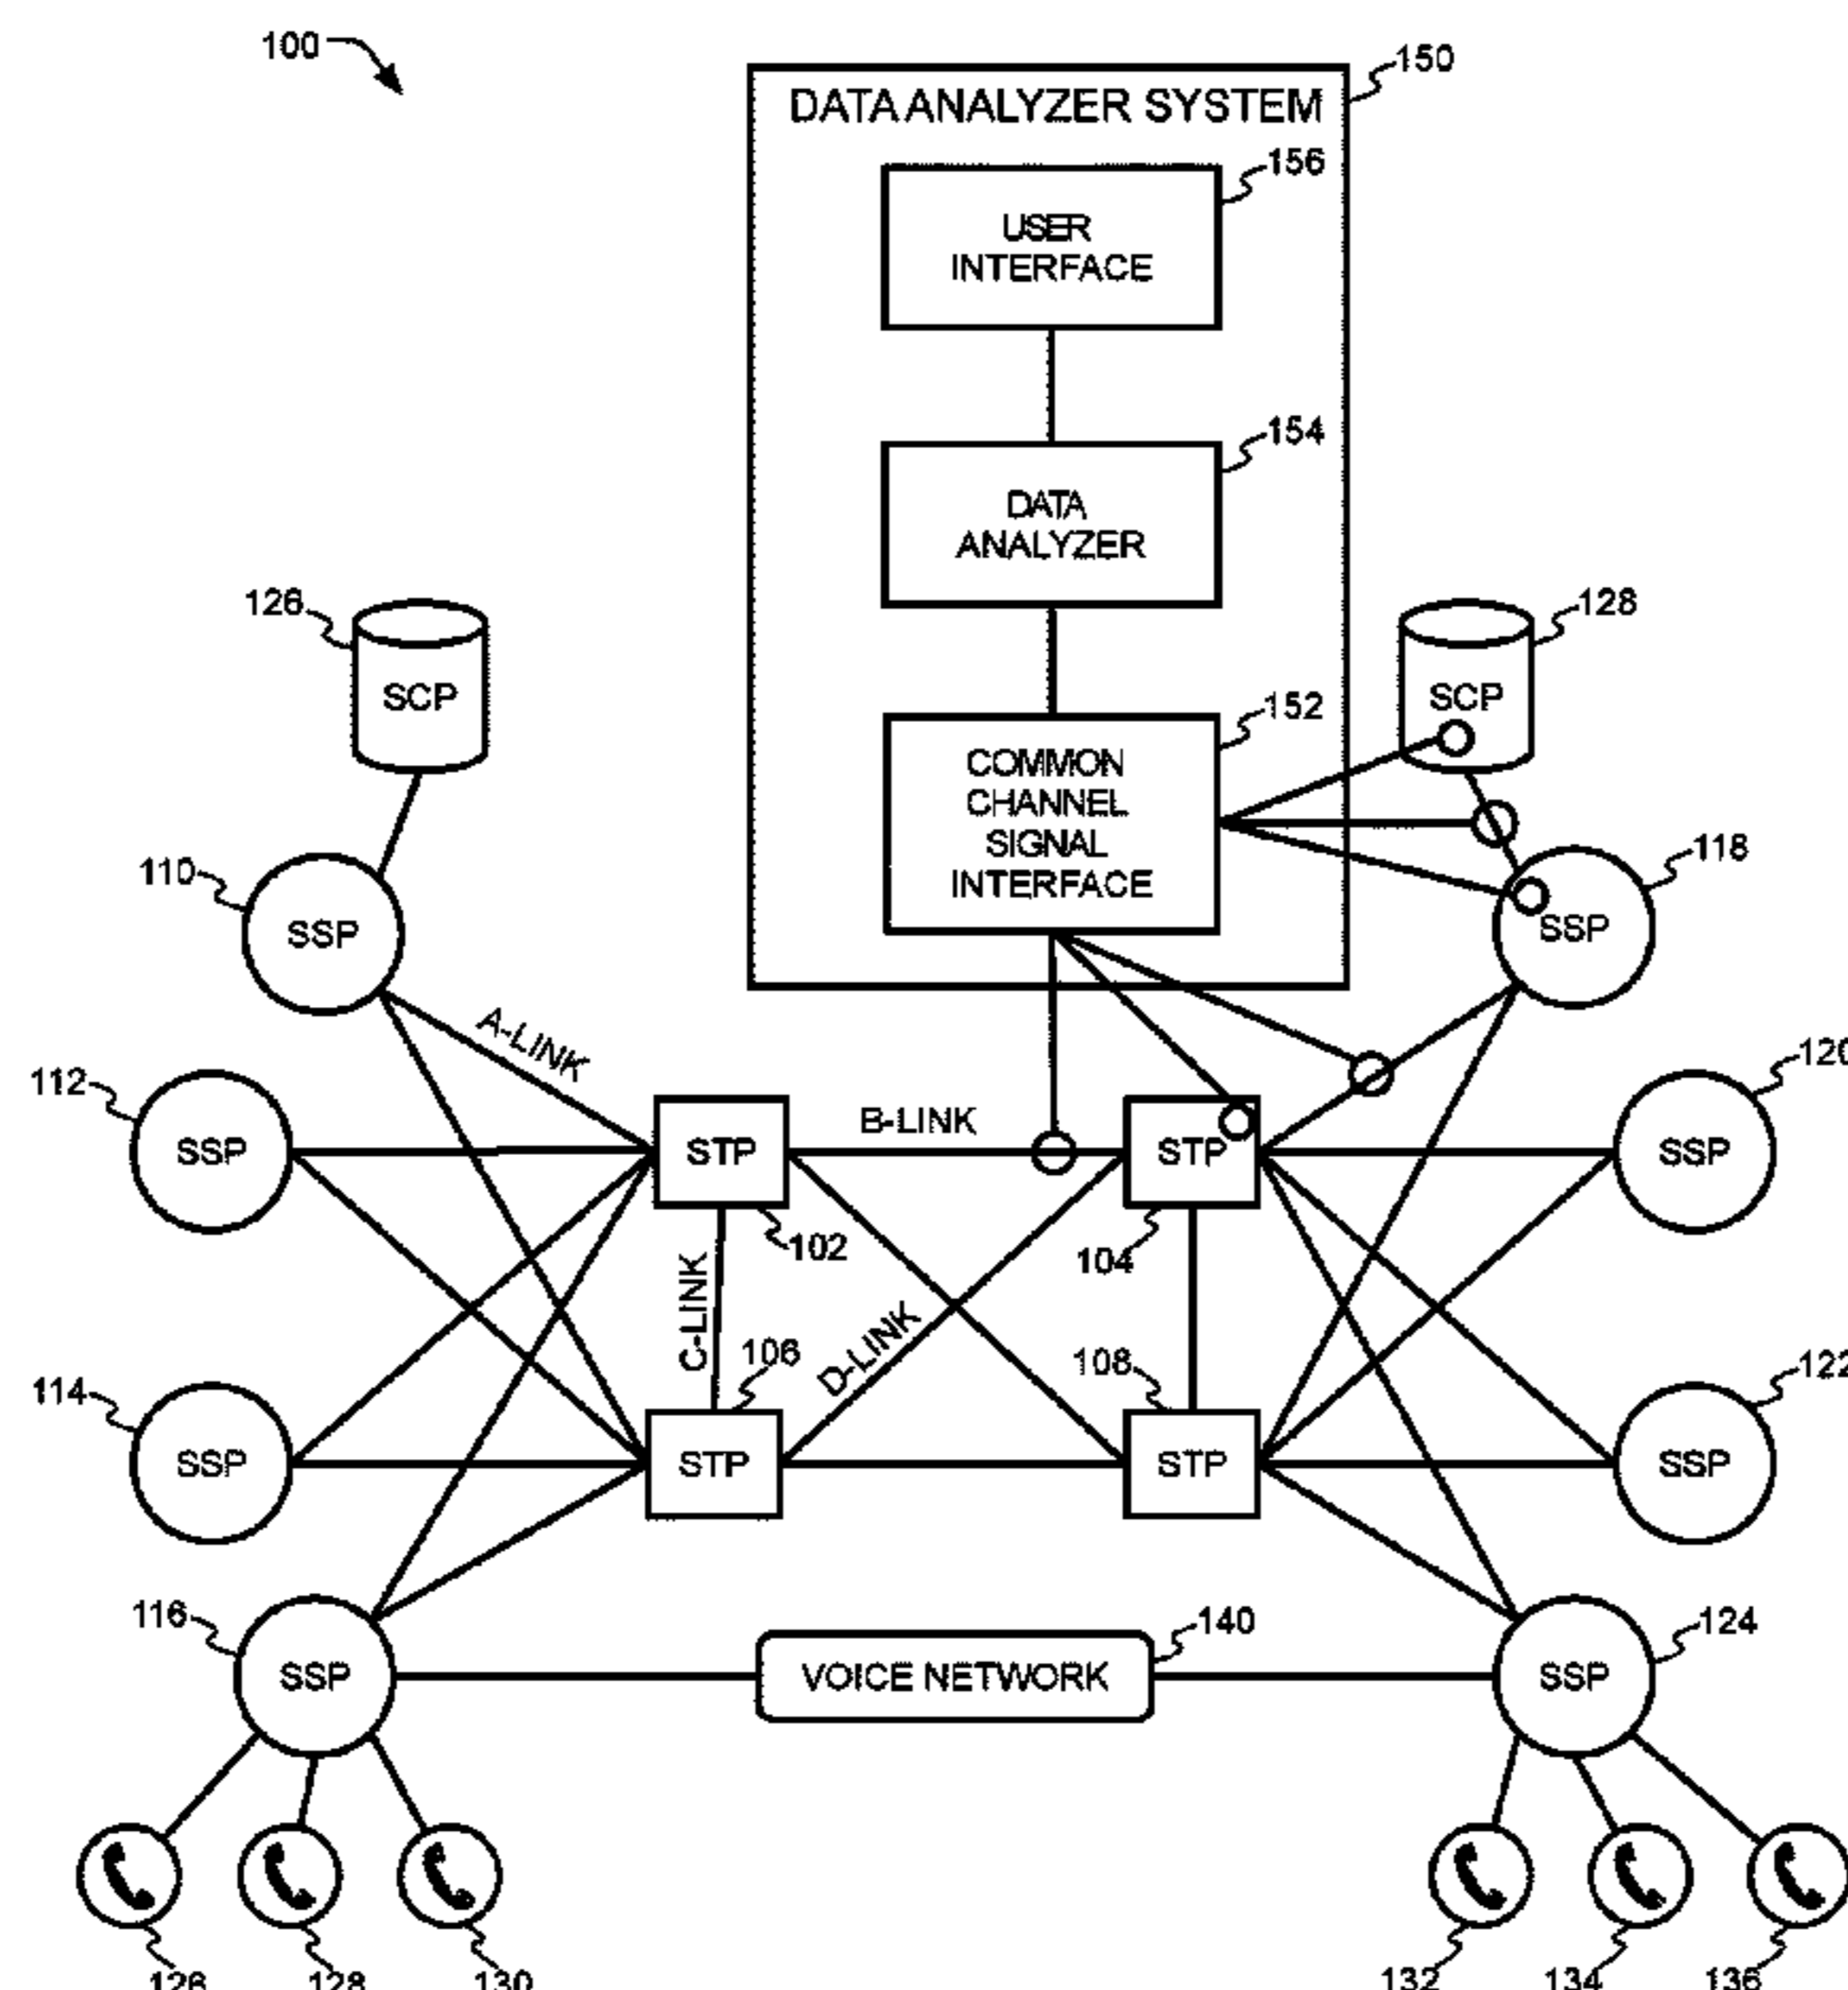 100
150
DATA ANALYZER SYSTEM
156
USER
INTERFACE
154
DATA
ANALYZER
126
SCP
128
SCP
152
COMMON
CHANNEL
SIGNAL
INTERFACE
110
SSP
118
SSP
A-LINK
112
SSP
STP
B-LINK
STP
120
SSP
102
104
C-LINK
D-LINK
106
108
114
SSP
STP
STP
122
SSP
116
SSP
140
VOICE NETWORK
124
SSP
126
128
130
132
134
136